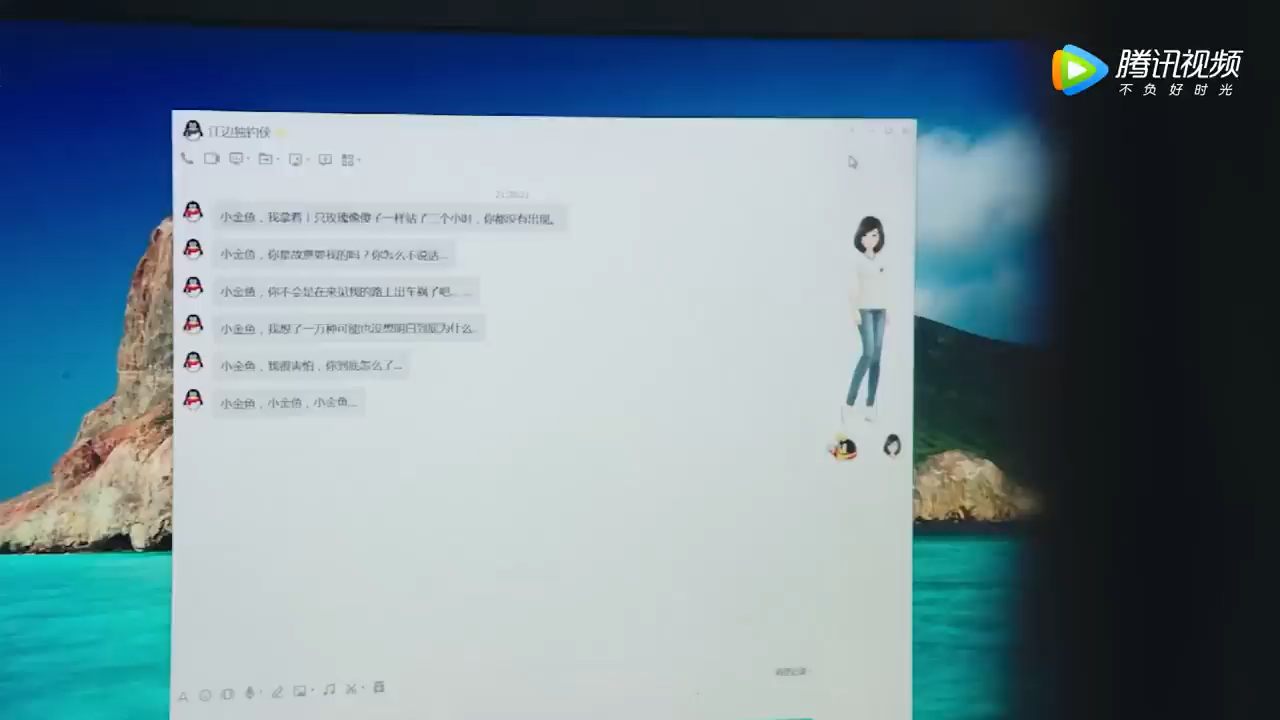 腾讯视频
不负好时光
江边独钓侠
小金鱼，我拿着1只玫瑰像傻子一样站了三个小时，你都没有出现。
小金鱼，你是故意耍我的吗？你怎么不说话...
小金鱼，你不会是在来见我的路上出车祸了吧......
小金鱼，我想了一万种可能也没想明白到底为什么...
小金鱼，我很害怕，你到底怎么了...
小金鱼，小金鱼，小金鱼...